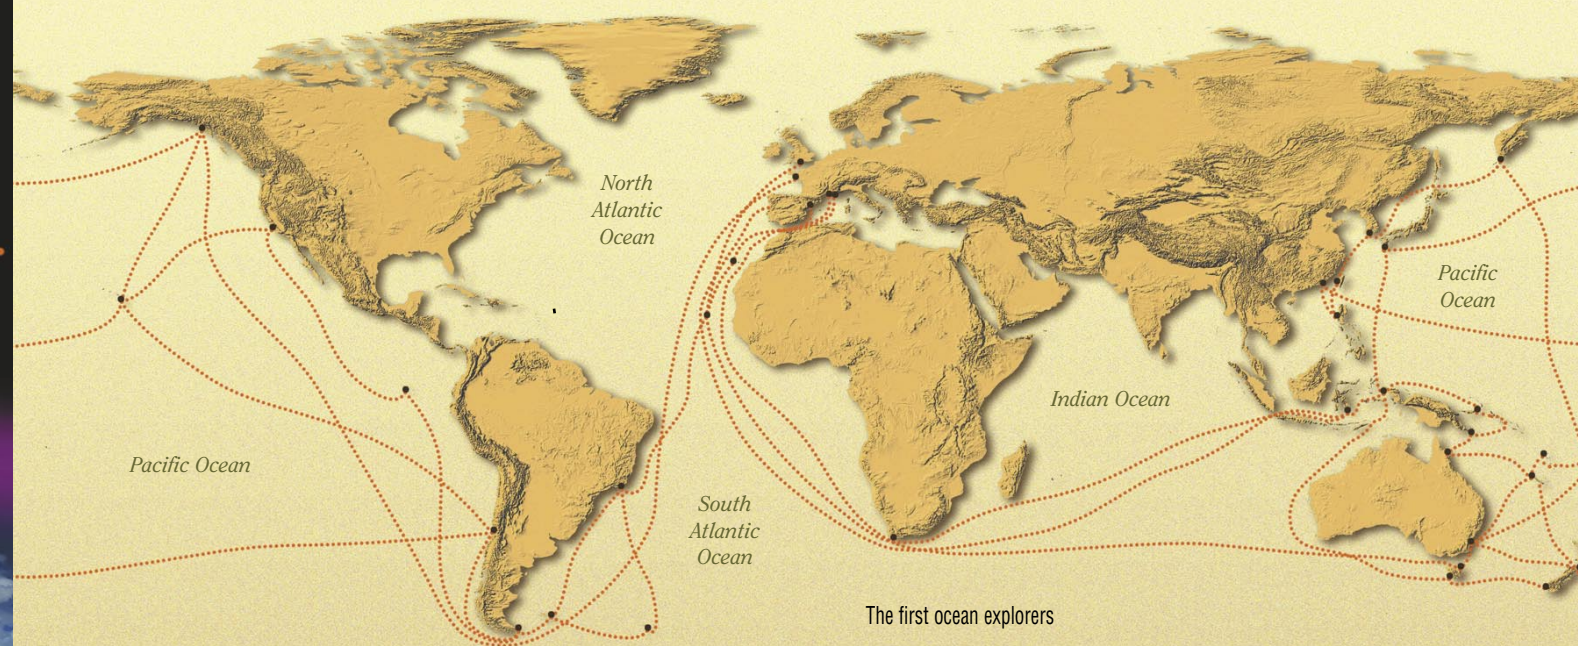 North
Atlantic
Ocean
Pacific
Ocean
Indian Ocean
Pacific Ocean
South
Atlantic
Ocean
The first ocean explorers